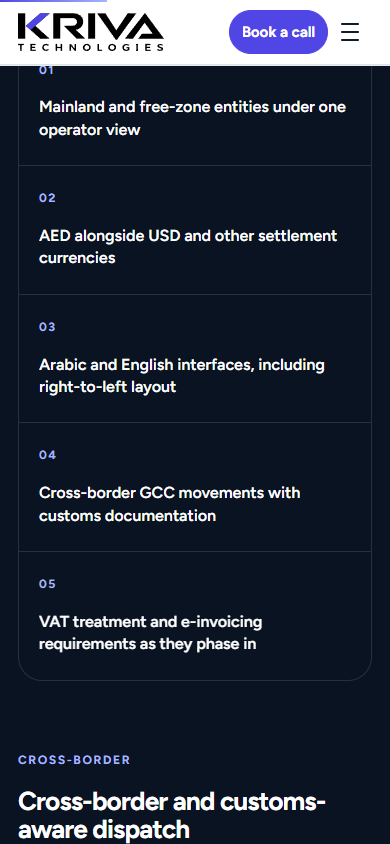 KRIVA
TECHNOLOGIES
Book a call
01
Mainland and free-zone entities under one
operator view
02
AED alongside USD and other settlement
currencies
03
Arabic and English interfaces, including
right-to-left layout
04
Cross-border GCC movements with
customs documentation
05
VAT treatment and e-invoicing
requirements as they phase in
CROSS-BORDER
Cross-border and customs-
aware dispatch